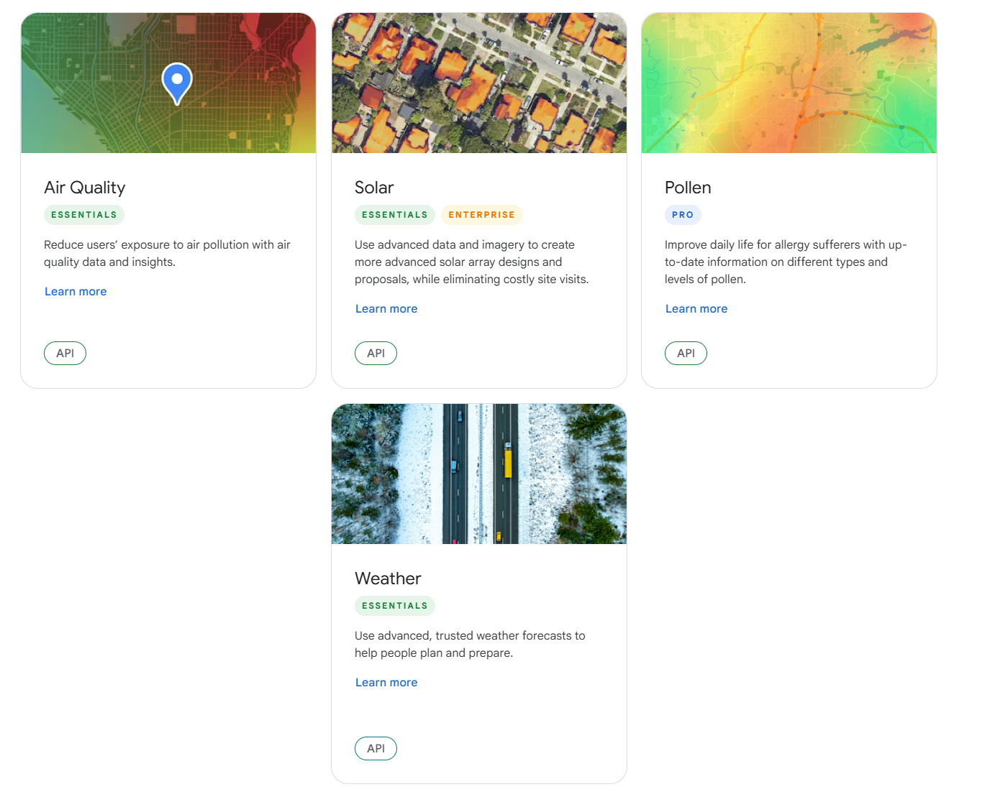 Air Quality
ESSENTIALS
Reduce users’ exposure to air pollution with air
quality data and insights.
Learn more
API
Solar
ESSENTIALS ENTERPRISE
Use advanced data and imagery to create
more advanced solar array designs and
proposals, while eliminating costly site visits.
Learn more
API
Pollen
PRO
Improve daily life for allergy sufferers with up-
to-date information on different types and
levels of pollen.
Learn more
API
Weather
ESSENTIALS
Use advanced, trusted weather forecasts to
help people plan and prepare.
Learn more
API